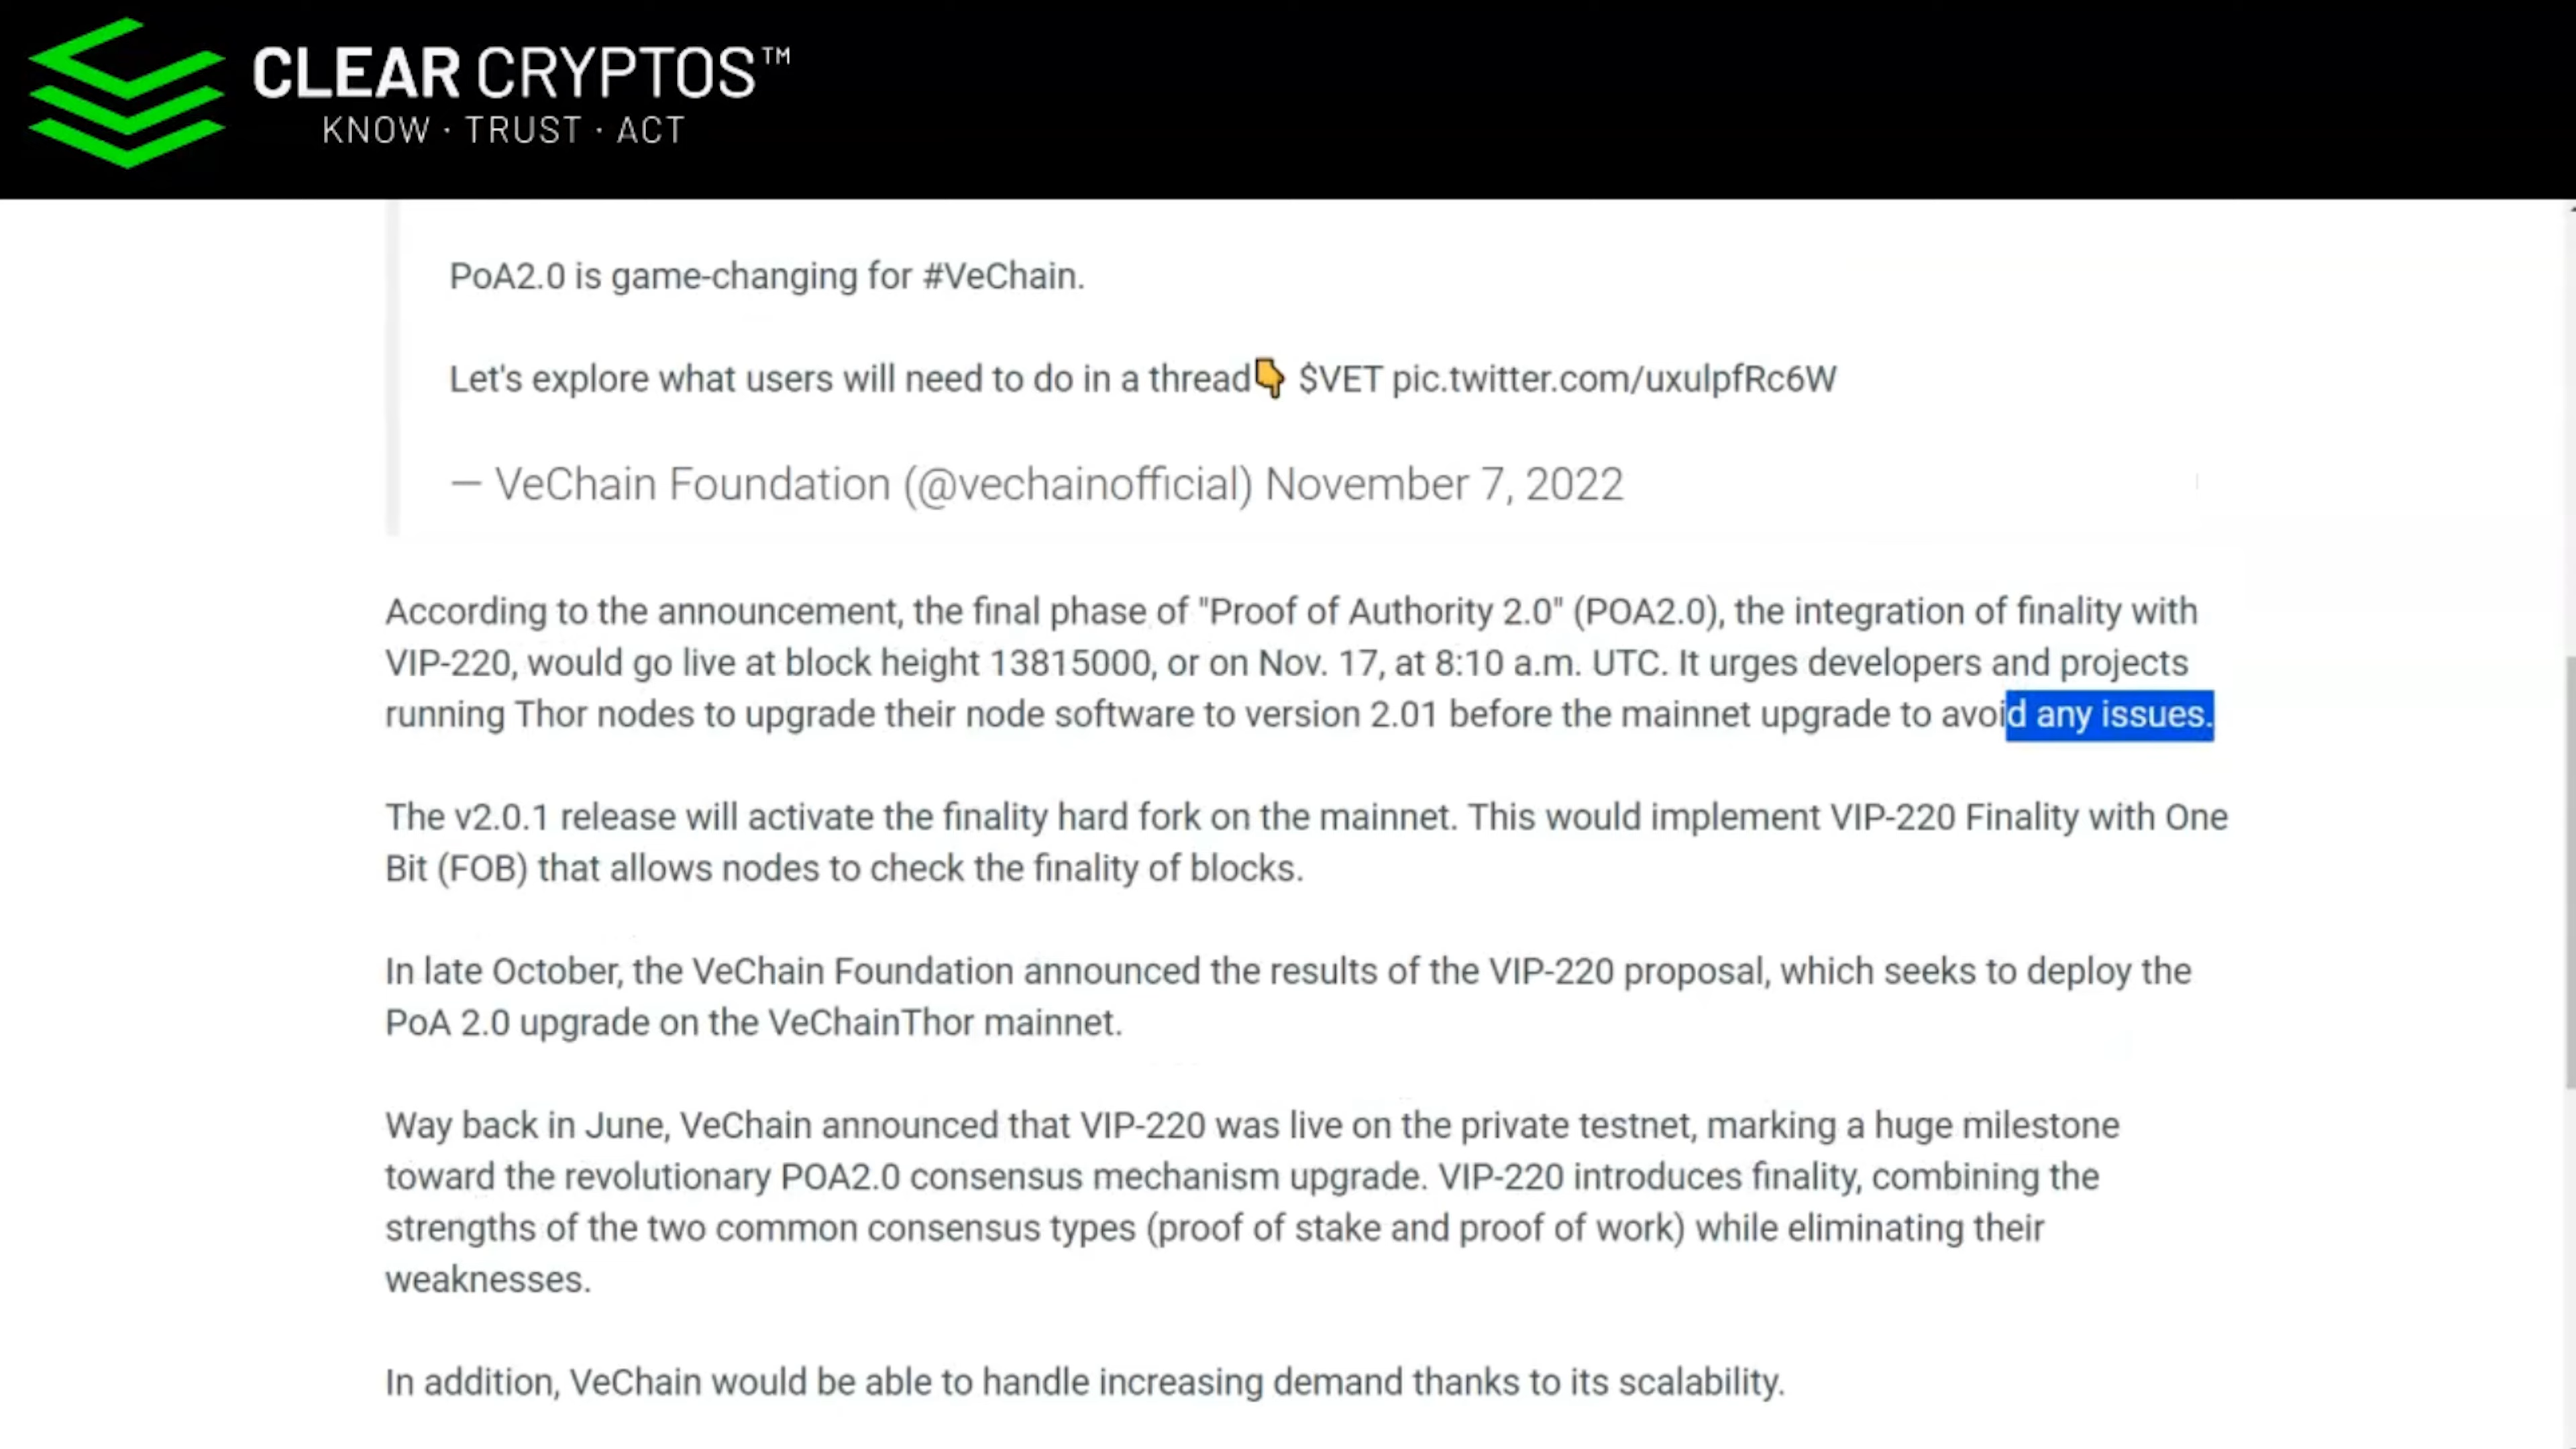 CLEAR CRYPTOS™
KNOW · TRUST · ACT
PoA2.0 is game-changing for #VeChain.
Let's explore what users will need to do in a thread👇 $VET pic.twitter.com/uxulpfRc6W
— VeChain Foundation (@vechainofficial) November 7, 2022
According to the announcement, the final phase of "Proof of Authority 2.0" (POA2.0), the integration of finality with
VIP-220, would go live at block height 13815000, or on Nov. 17, at 8:10 a.m. UTC. It urges developers and projects
running Thor nodes to upgrade their node software to version 2.01 before the mainnet upgrade to avoid any issues.
The v2.0.1 release will activate the finality hard fork on the mainnet. This would implement VIP-220 Finality with One
Bit (FOB) that allows nodes to check the finality of blocks.
In late October, the VeChain Foundation announced the results of the VIP-220 proposal, which seeks to deploy the
PoA 2.0 upgrade on the VeChainThor mainnet.
Way back in June, VeChain announced that VIP-220 was live on the private testnet, marking a huge milestone
toward the revolutionary POA2.0 consensus mechanism upgrade. VIP-220 introduces finality, combining the
strengths of the two common consensus types (proof of stake and proof of work) while eliminating their
weaknesses.
In addition, VeChain would be able to handle increasing demand thanks to its scalability.